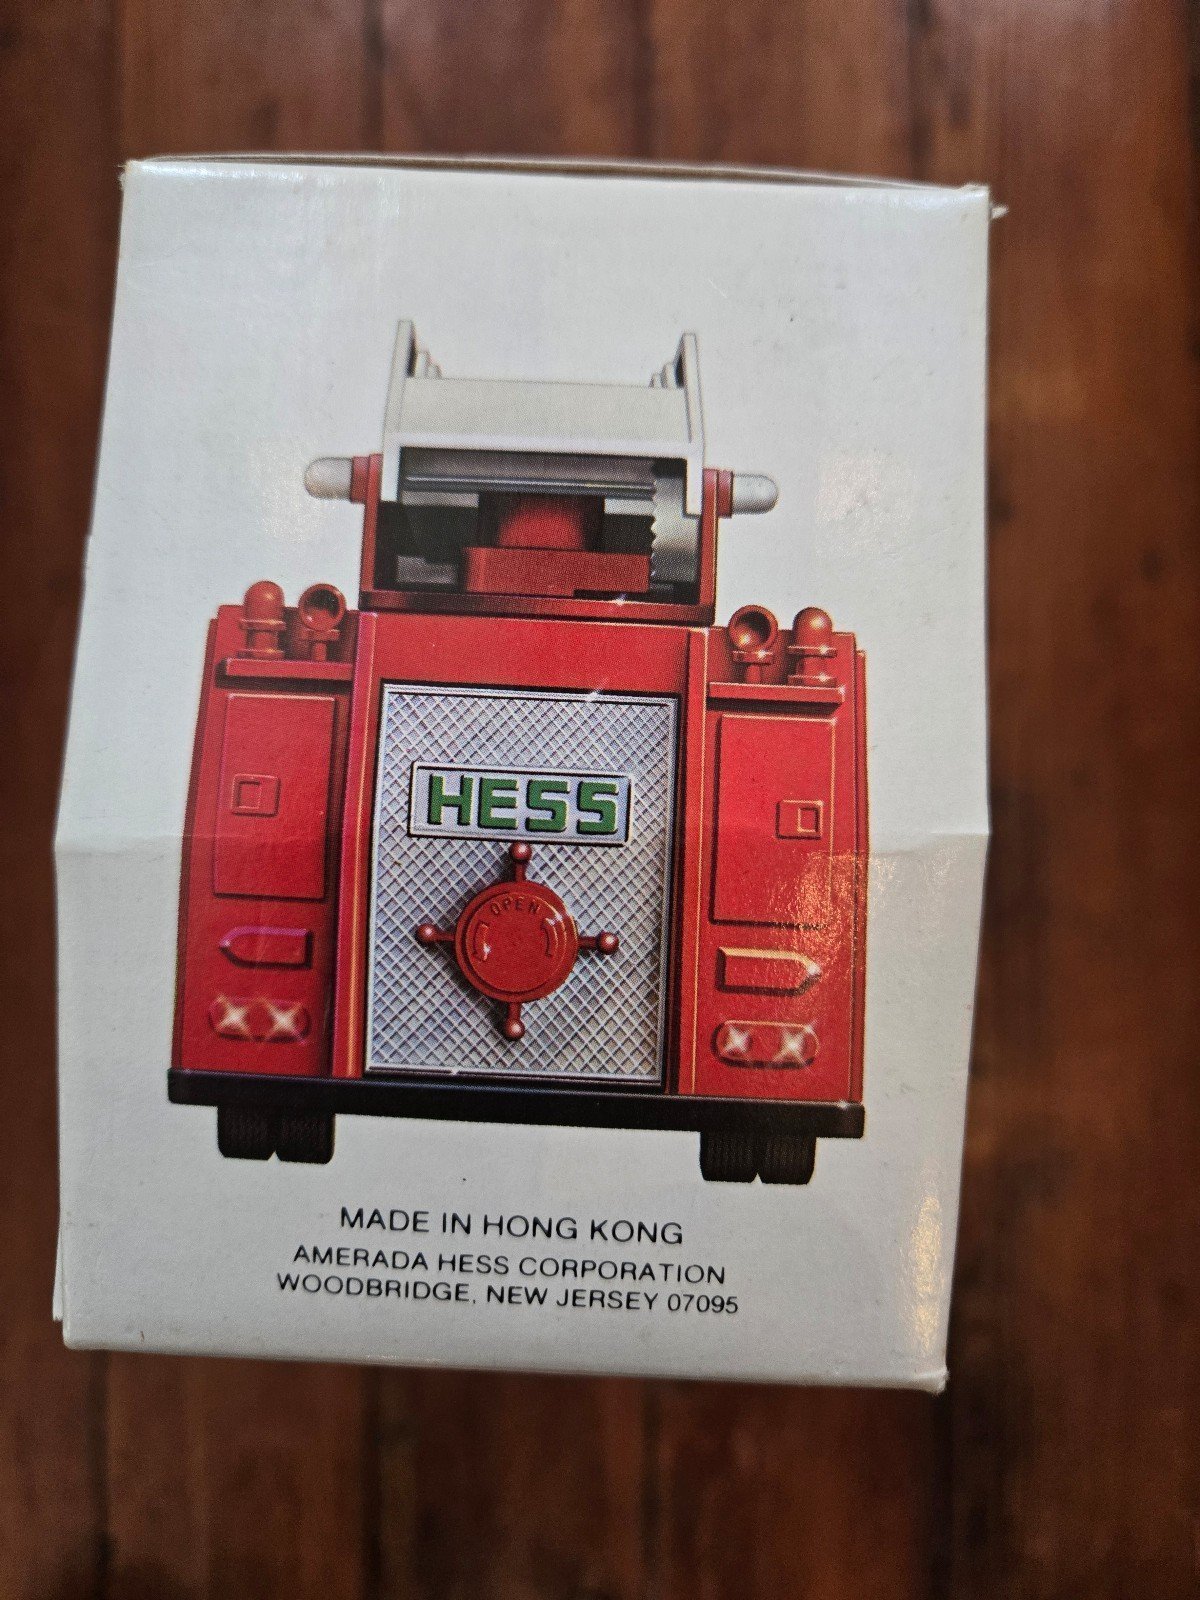 HESS
OPEN
MADE IN HONG KONG
AMERADA HESS CORPORATION
WOODBRIDGE, NEW JERSEY 07095